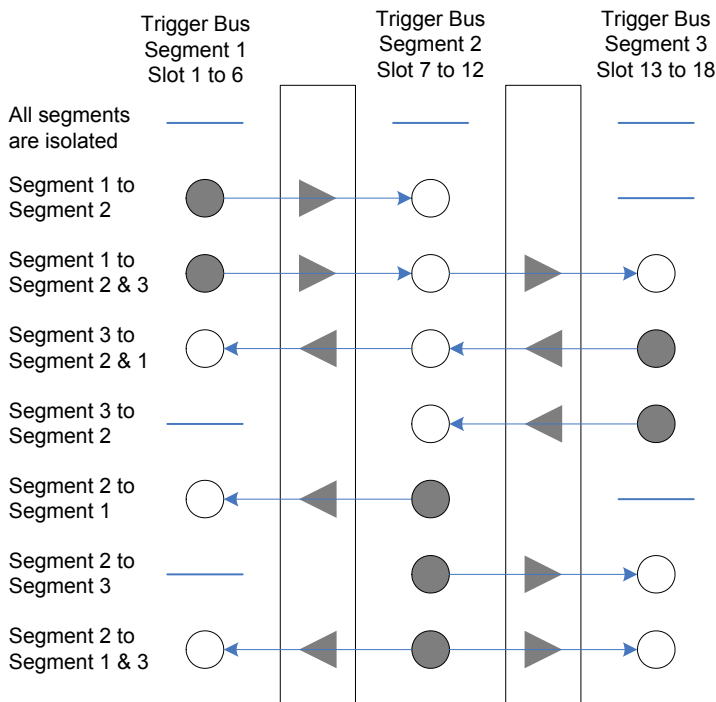 Trigger Bus
Segment 1
Slot 1 to 6
Trigger Bus
Segment 2
Slot 7 to 12
Trigger Bus
Segment 3
Slot 13 to 18
All segments
are isolated
Segment 1 to
Segment 2
Segment 1 to
Segment 2 & 3
Segment 3 to
Segment 2 & 1
Segment 3 to
Segment 2
Segment 2 to
Segment 1
Segment 2 to
Segment 3
Segment 2 to
Segment 1 & 3